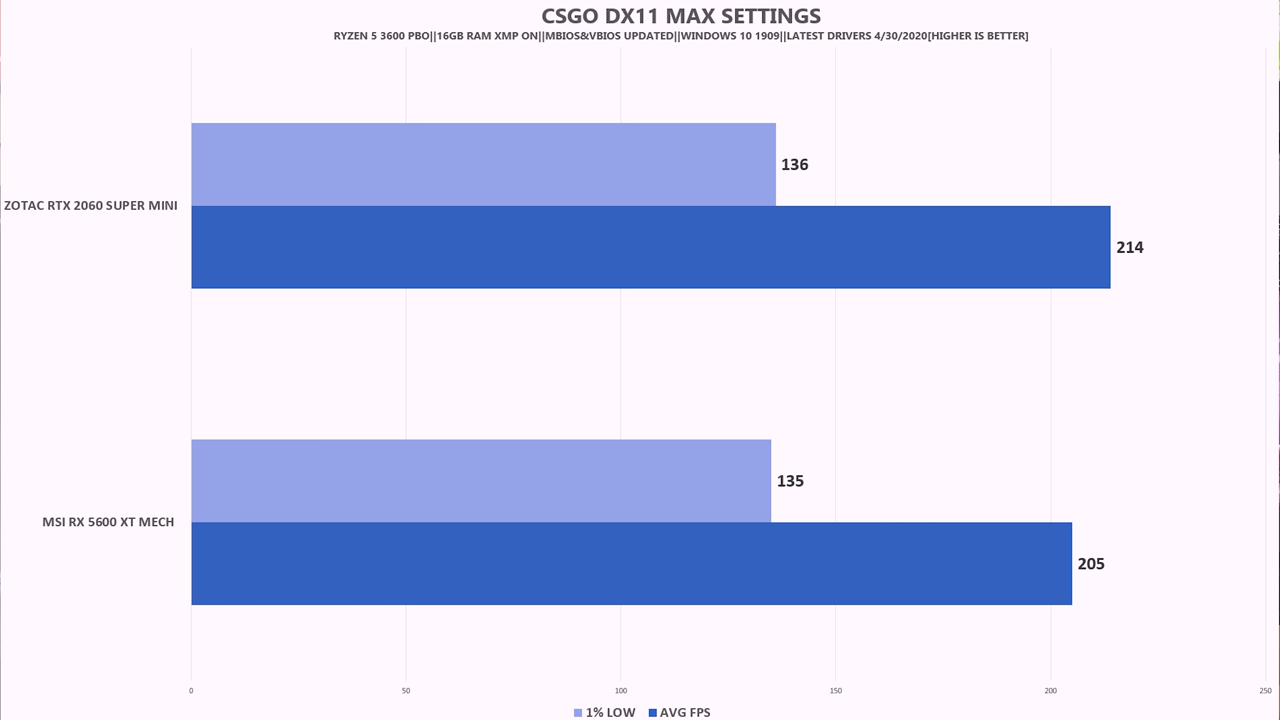 CSGO DX11 MAX SETTINGS
RYZEN 5 3600 PBO||16GB RAM XMP ON||MBIOS&VBIOS UPDATED||WINDOWS 10 1909||LATEST DRIVERS 4/30/2020[HIGHER IS BETTER]
136
ZOTAC RTX 2060 SUPER MINI
214
135
MSI RX 5600 XT MECH
205
0 50 100 150 200 250
1% LOW AVG FPS